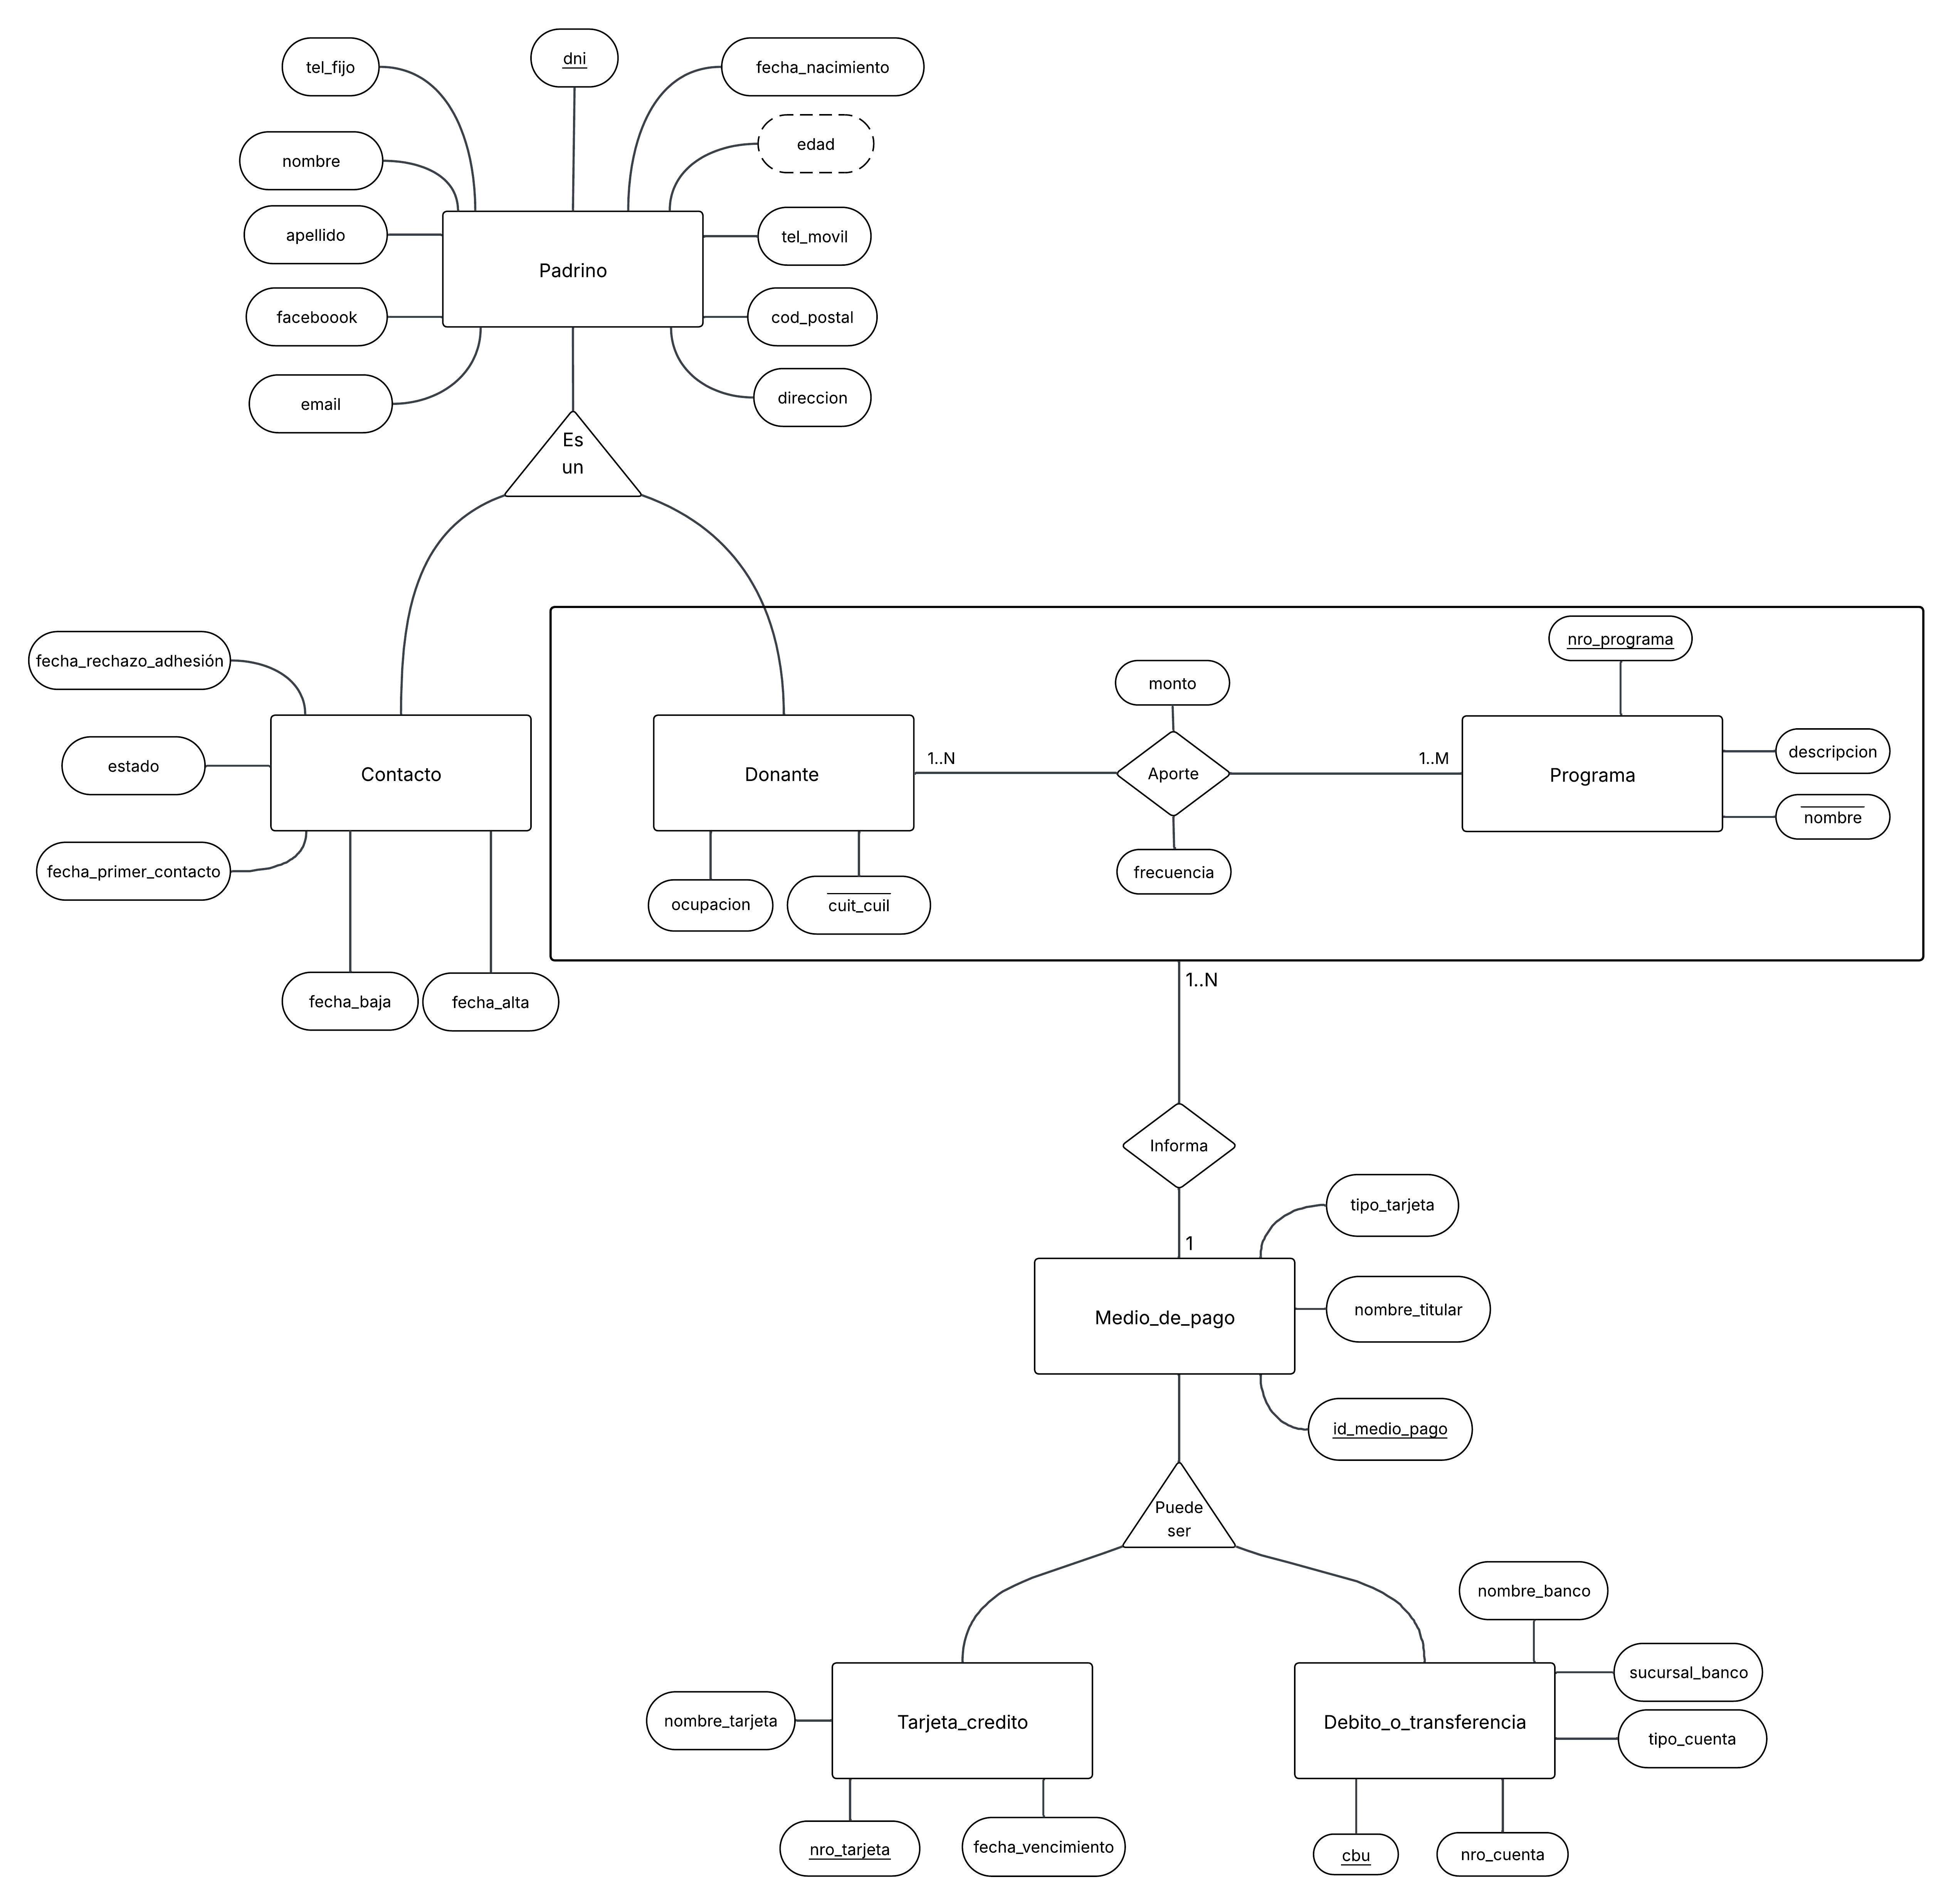 dni
tel_fijo
fecha_nacimiento
edad
nombre
apellido
tel_movil
Padrino
faceboook
cod_postal
email
direccion
Es
un
fecha_rechazo_adhesión
estado
Contacto
fecha_primer_contacto
fecha_baja
fecha_alta
nro_programa
monto
Donante
1..N
Aporte
1..M
Programa
descripcion
nombre
frecuencia
ocupacion
cuit_cuil
1..N
Informa
tipo_tarjeta
1
nombre_titular
Medio_de_pago
id_medio_pago
Puede
ser
nombre_banco
sucursal_banco
nombre_tarjeta
Tarjeta_credito
Debito_o_transferencia
tipo_cuenta
nro_tarjeta
fecha_vencimiento
cbu
nro_cuenta